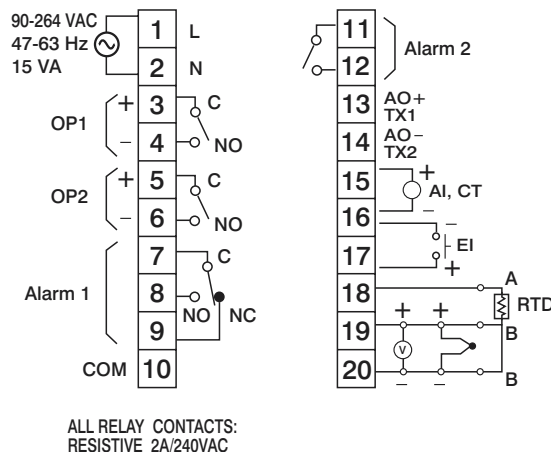 90-264 VAC
47-63 Hz
15 VA
1 L
2 N
OP1 + 3 C
− 4 NO
OP2 + 5 C
− 6 NO
Alarm 1 7 C
8 NO NC
9
COM 10
11
12 Alarm 2
13 AO+
TX1
14 AO−
TX2
15 + AI, CT
16 −
− EI
17 +
18 A
RTD
19 + + B
V
20 − − B
ALL RELAY CONTACTS:
RESISTIVE 2A/240VAC